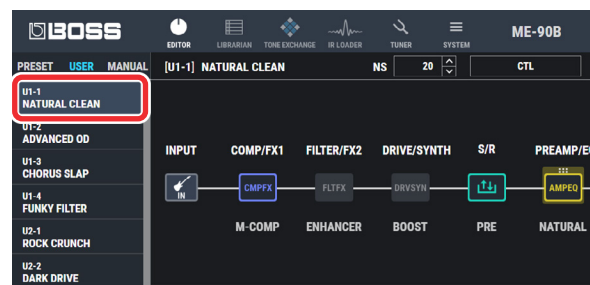 BOSS
EDITOR LIBRARIAN TONE EXCHANGE IR LOADER TUNER SYSTEM ME-90B
PRESET USER MANUAL [U1-1] NATURAL CLEAN NS 20 CTL
U1-1
NATURAL CLEAN
U1-2
ADVANCED OD
U1-3
CHORUS SLAP
U1-4
FUNKY FILTER
U2-1
ROCK CRUNCH
U2-2
DARK DRIVE
INPUT COMP/FX1 FILTER/FX2 DRIVE/SYNTH S/R PREAMP/E
IN CMPFX FLTFX DRVSYN AMPEQ
M-COMP ENHANCER BOOST PRE NATURAL